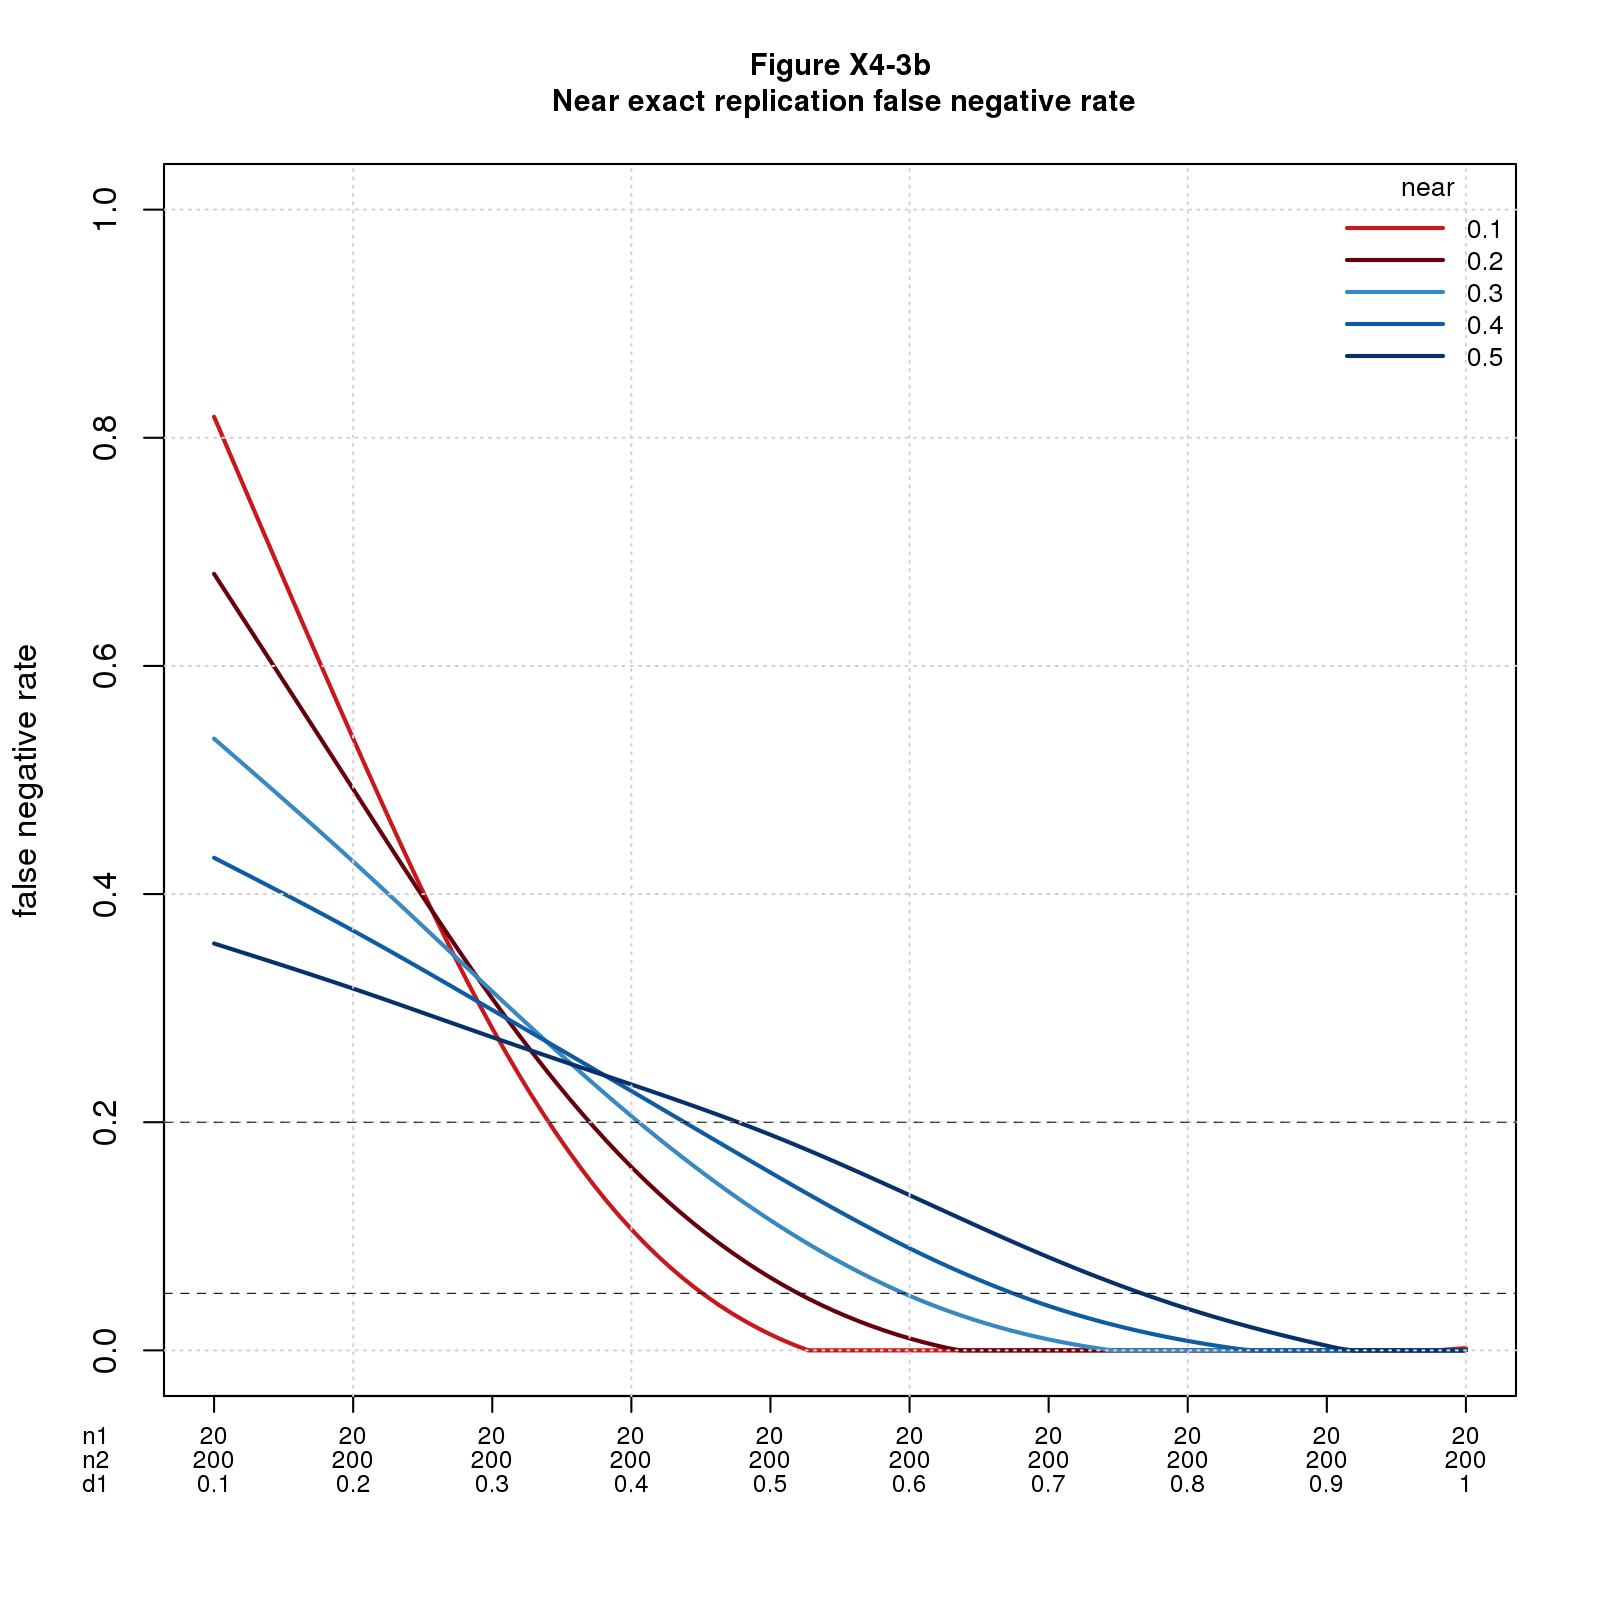 Figure X4-3b
Near exact replication false negative rate
near
0.1
0.2
0.3
0.4
0.5
false negative rate
1.0
0.8
0.6
0.4
0.2
0.0
n1 20 20 20 20 20 20 20 20 20 20
n2 200 200 200 200 200 200 200 200 200 200
d1 0.1 0.2 0.3 0.4 0.5 0.6 0.7 0.8 0.9 1